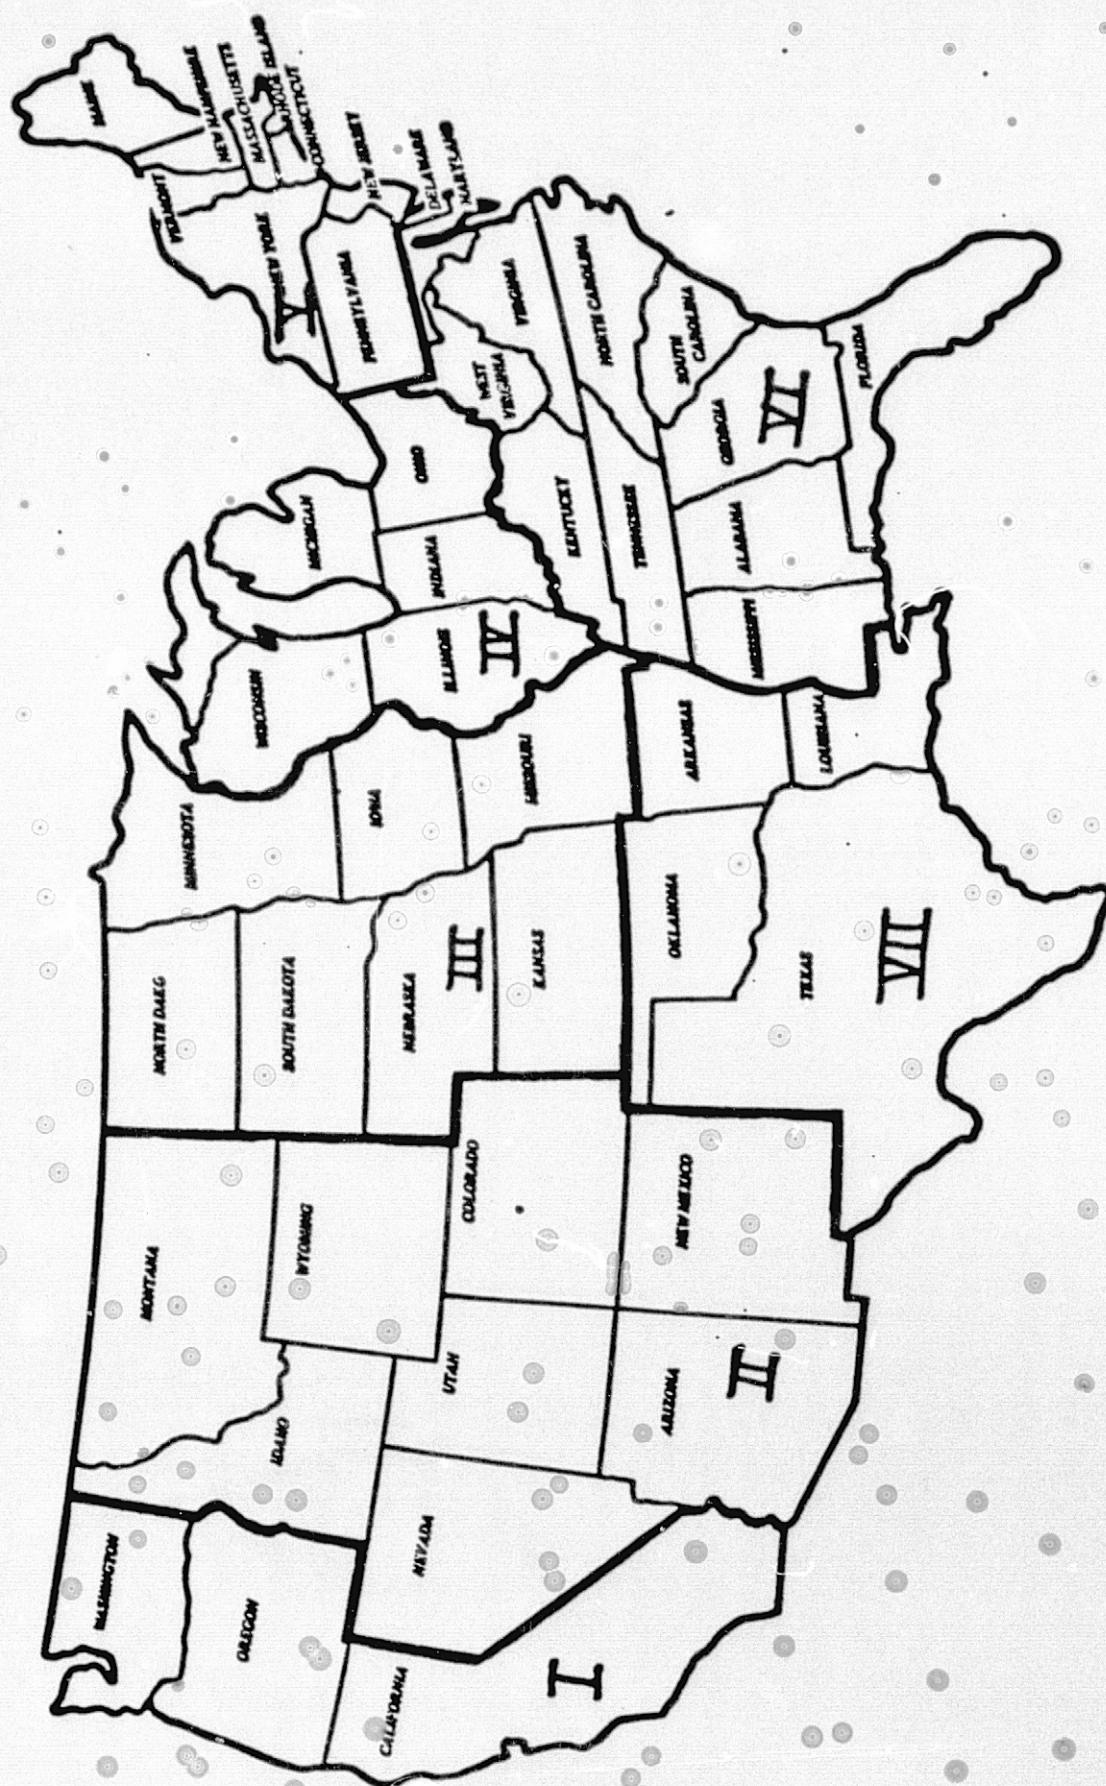 WASHINGTON
OREGON
CALIFORNIA
I
NEVADA
IDAHO
MONTANA
WYOMING
UTAH
COLORADO
ARIZONA
II
NEW MEXICO
NORTH DAKG
SOUTH DAKOTA
NEBRASKA
III
KANSAS
MINNESOTA
IOWA
MISSOURI
OKLAHOMA
TEXAS
VII
ARKANSAS
LOUISIANA
WISCONSIN
ILLINOIS
IV
MICHIGAN
INDIANA
OHIO
KENTUCKY
TENNESSEE
MISSISSIPPI
ALABAMA
GEORGIA
VI
FLORIDA
SOUTH
CAROLINA
NORTH CAROLINA
VIRGINIA
WEST
VIRGINIA
PENNSYLVANIA
NEW YORK
V
VERMONT
MAINE
NEW HAMPSHIRE
MASSACHUSETTS
RHODE ISLAND
CONNECTICUT
NEW JERSEY
DELAWARE
MARYLAND